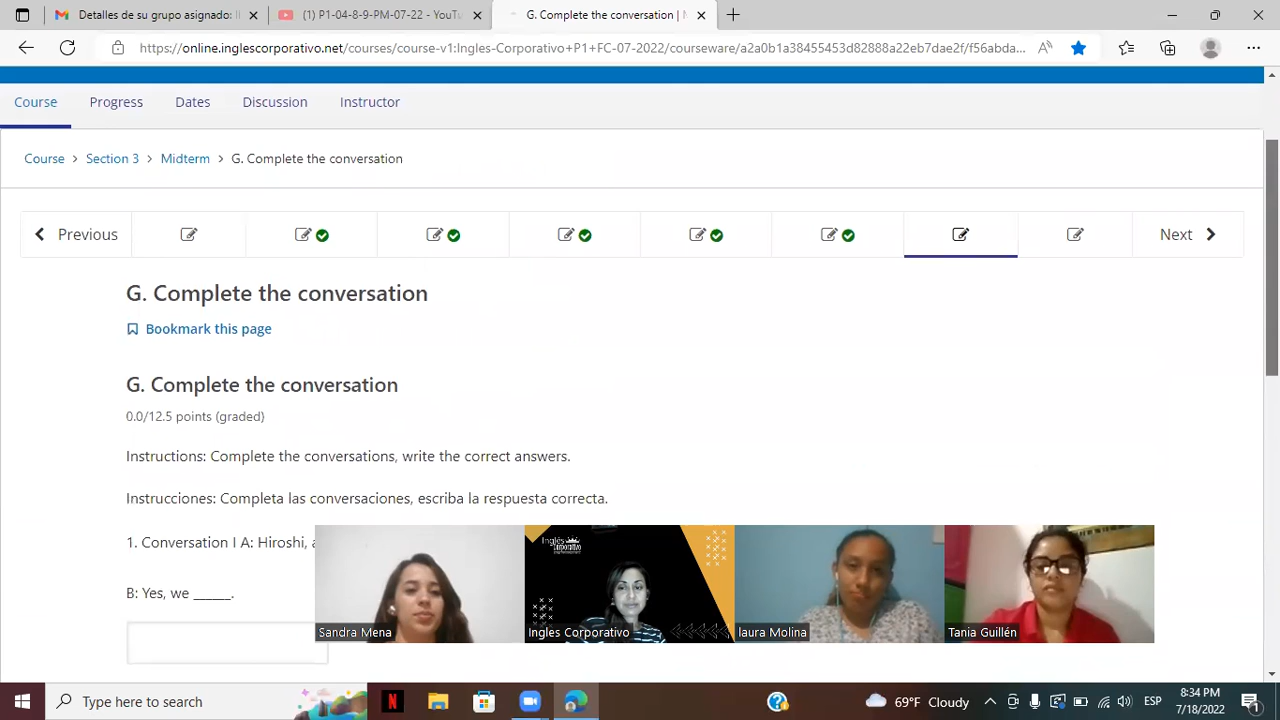 Detalles de su grupo asignado: li
(1) P1-04-8-9-PM-07-22 - YouTu
G. Complete the conversation | N
https://online.inglescorporativo.net/courses/course-v1:Ingles-Corporativo+P1+FC-07-2022/courseware/a2a0b1a38455453d82888a22eb7dae2f/f56abda...
Course Progress Dates Discussion Instructor
Course > Section 3 > Midterm > G. Complete the conversation
Previous
Next
G. Complete the conversation
Bookmark this page
G. Complete the conversation
0.0/12.5 points (graded)
Instructions: Complete the conversations, write the correct answers.
Instrucciones: Completa las conversaciones, escriba la respuesta correcta.
1. Conversation I A: Hiroshi, a
B: Yes, we ______.
Inglés
Corporativo
Sandra Mena
Ingles Corporativo
laura Molina
Tania Guillén
Type here to search
69°F Cloudy
ESP
8:34 PM
7/18/2022
1